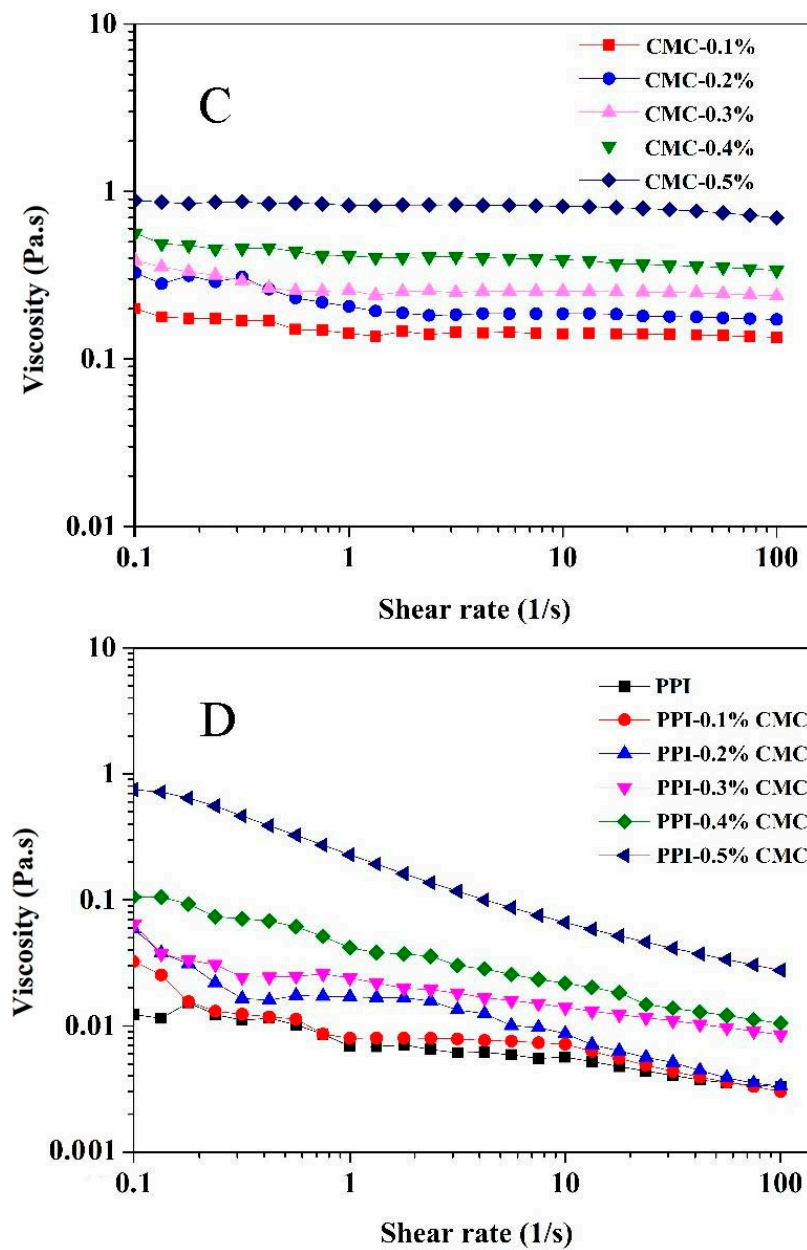 10
1
0.1
0.01
Viscosity (Pa.s)
C
CMC-0.1%
CMC-0.2%
CMC-0.3%
CMC-0.4%
CMC-0.5%
0.1 1 10 100
Shear rate (1/s)
10
1
0.1
0.01
0.001
Viscosity (Pa.s)
D
PPI
PPI-0.1% CMC
PPI-0.2% CMC
PPI-0.3% CMC
PPI-0.4% CMC
PPI-0.5% CMC
0.1 1 10 100
Shear rate (1/s)